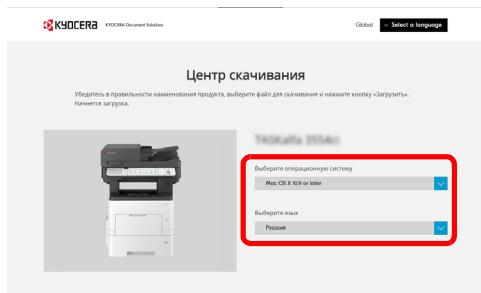 KYOCERA KYOCERA Document Solutions
Global Select a language
Центр скачивания
Убедитесь в правильности наименования продукта, выберите файл для скачивания и нажмите кнопку «Загрузить».
Начнется загрузка.
Выберите операционную систему
Mac OS X 10.9 or later
Выберите язык
Русский